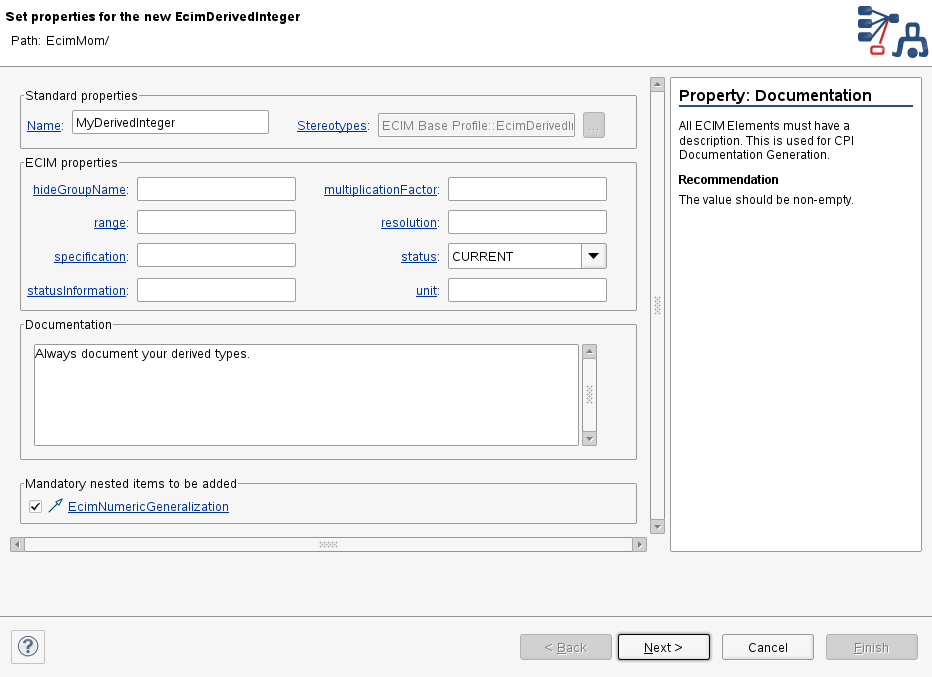 Set properties for the new EcimDerivedInteger
Path: EcimMom/
Standard properties
Name: MyDerivedInteger Stereotypes: ECIM Base Profile::EcimDerivedI ...
ECIM properties
hideGroupName: multiplicationFactor:
range: resolution:
specification: status: CURRENT
statusInformation: unit:
Documentation
Always document your derived types.
Mandatory nested items to be added
EcimNumericGeneralization
Property: Documentation
All ECIM Elements must have a
description. This is used for CPI
Documentation Generation.
Recommendation
The value should be non-empty.
? < Back Next > Cancel Finish